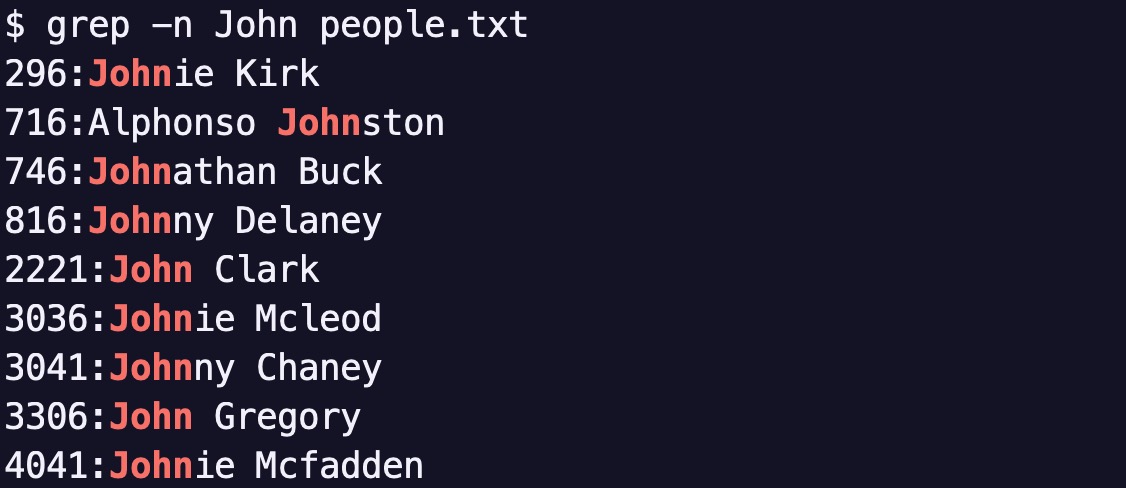 $ grep -n John people.txt
296:Johnie Kirk
716:Alphonso Johnston
746:Johnathan Buck
816:Johnny Delaney
2221:John Clark
3036:Johnie Mcleod
3041:Johnny Chaney
3306:John Gregory
4041:Johnie Mcfadden